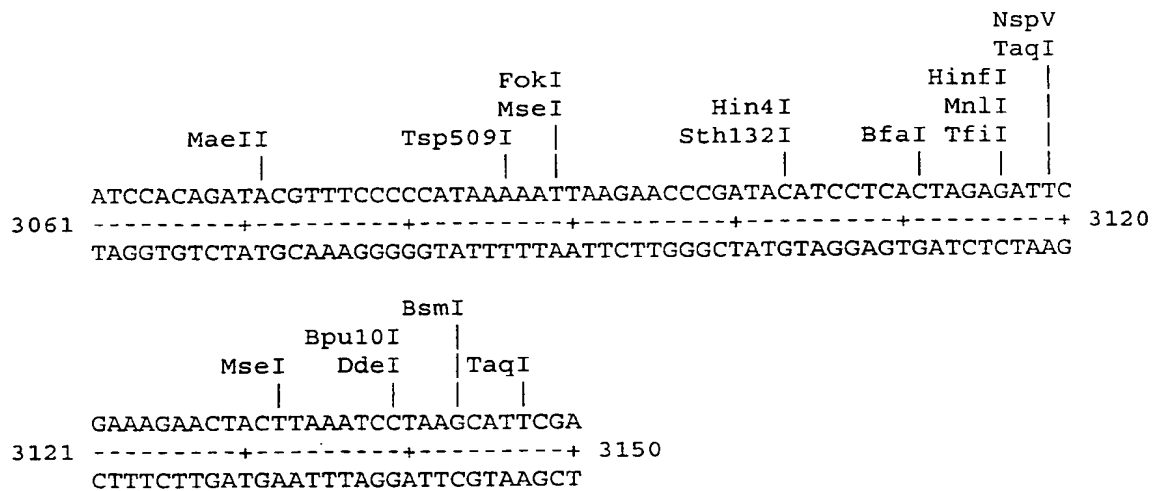 NspV
TaqI
FokI HinfI
MseI Hin4I MnlI
MaeII Tsp509I Sth132I BfaI TfiI
ATCCACAGATACGTTTCCCCCATAAAAATTAAGAACCCGATACATCCTCACTAGAGATTC
3061 ---------+---------+---------+---------+---------+---------+ 3120
TAGGTGTCTATGCAAAGGGGGTATTTTTAATTCTTGGGCTATGTAGGAGTGATCTCTAAG
BsmI
Bpu10I
MseI DdeI TaqI
GAAAGAACTACTTAAATCCTAAGCATTCGA
3121 ---------+---------+---------+ 3150
CTTTCTTGATGAATTTAGGATTCGTAAGCT